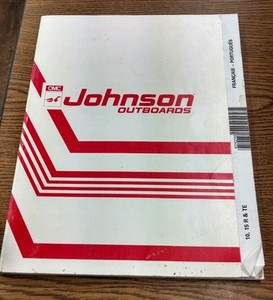 OMC
Johnson
OUTBOARDS
FRANÇAIS - PORTUGUÊS
10, 15 R & TE